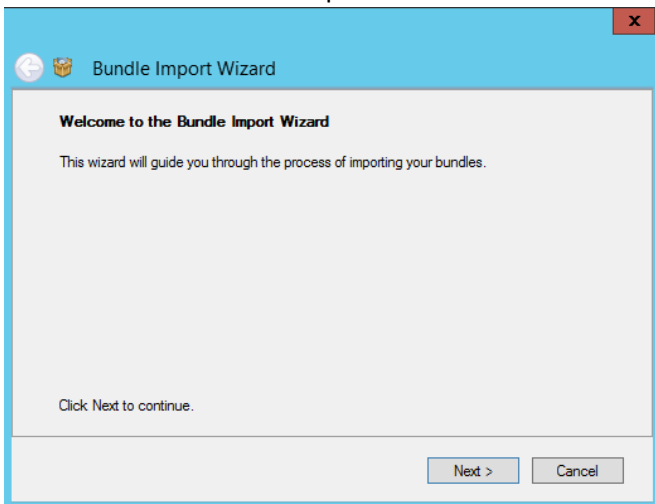 x
Bundle Import Wizard
Welcome to the Bundle Import Wizard
This wizard will guide you through the process of importing your bundles.
Click Next to continue.
Next > Cancel